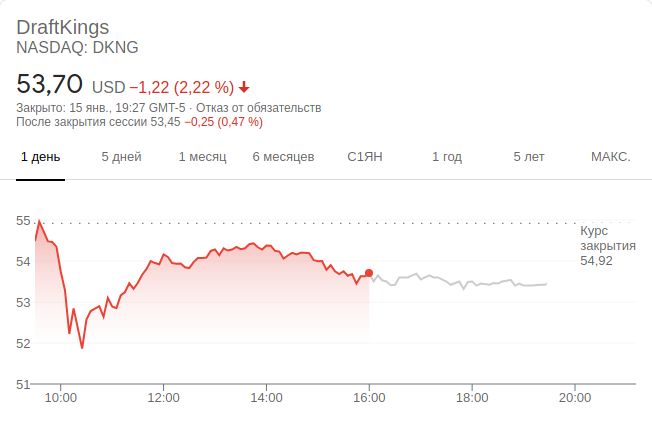 DraftKings
NASDAQ: DKNG
53,70 USD −1,22 (2,22 %)
Закрыто: 15 янв., 19:27 GMT-5 · Отказ от обязательств
После закрытия сессии 53,45 −0,25 (0,47 %)
1 день 5 дней 1 месяц 6 месяцев С1ЯН 1 год 5 лет МАКС.
55
Курс
закрытия
54,92
54
53
52
51
10:00 12:00 14:00 16:00 18:00 20:00